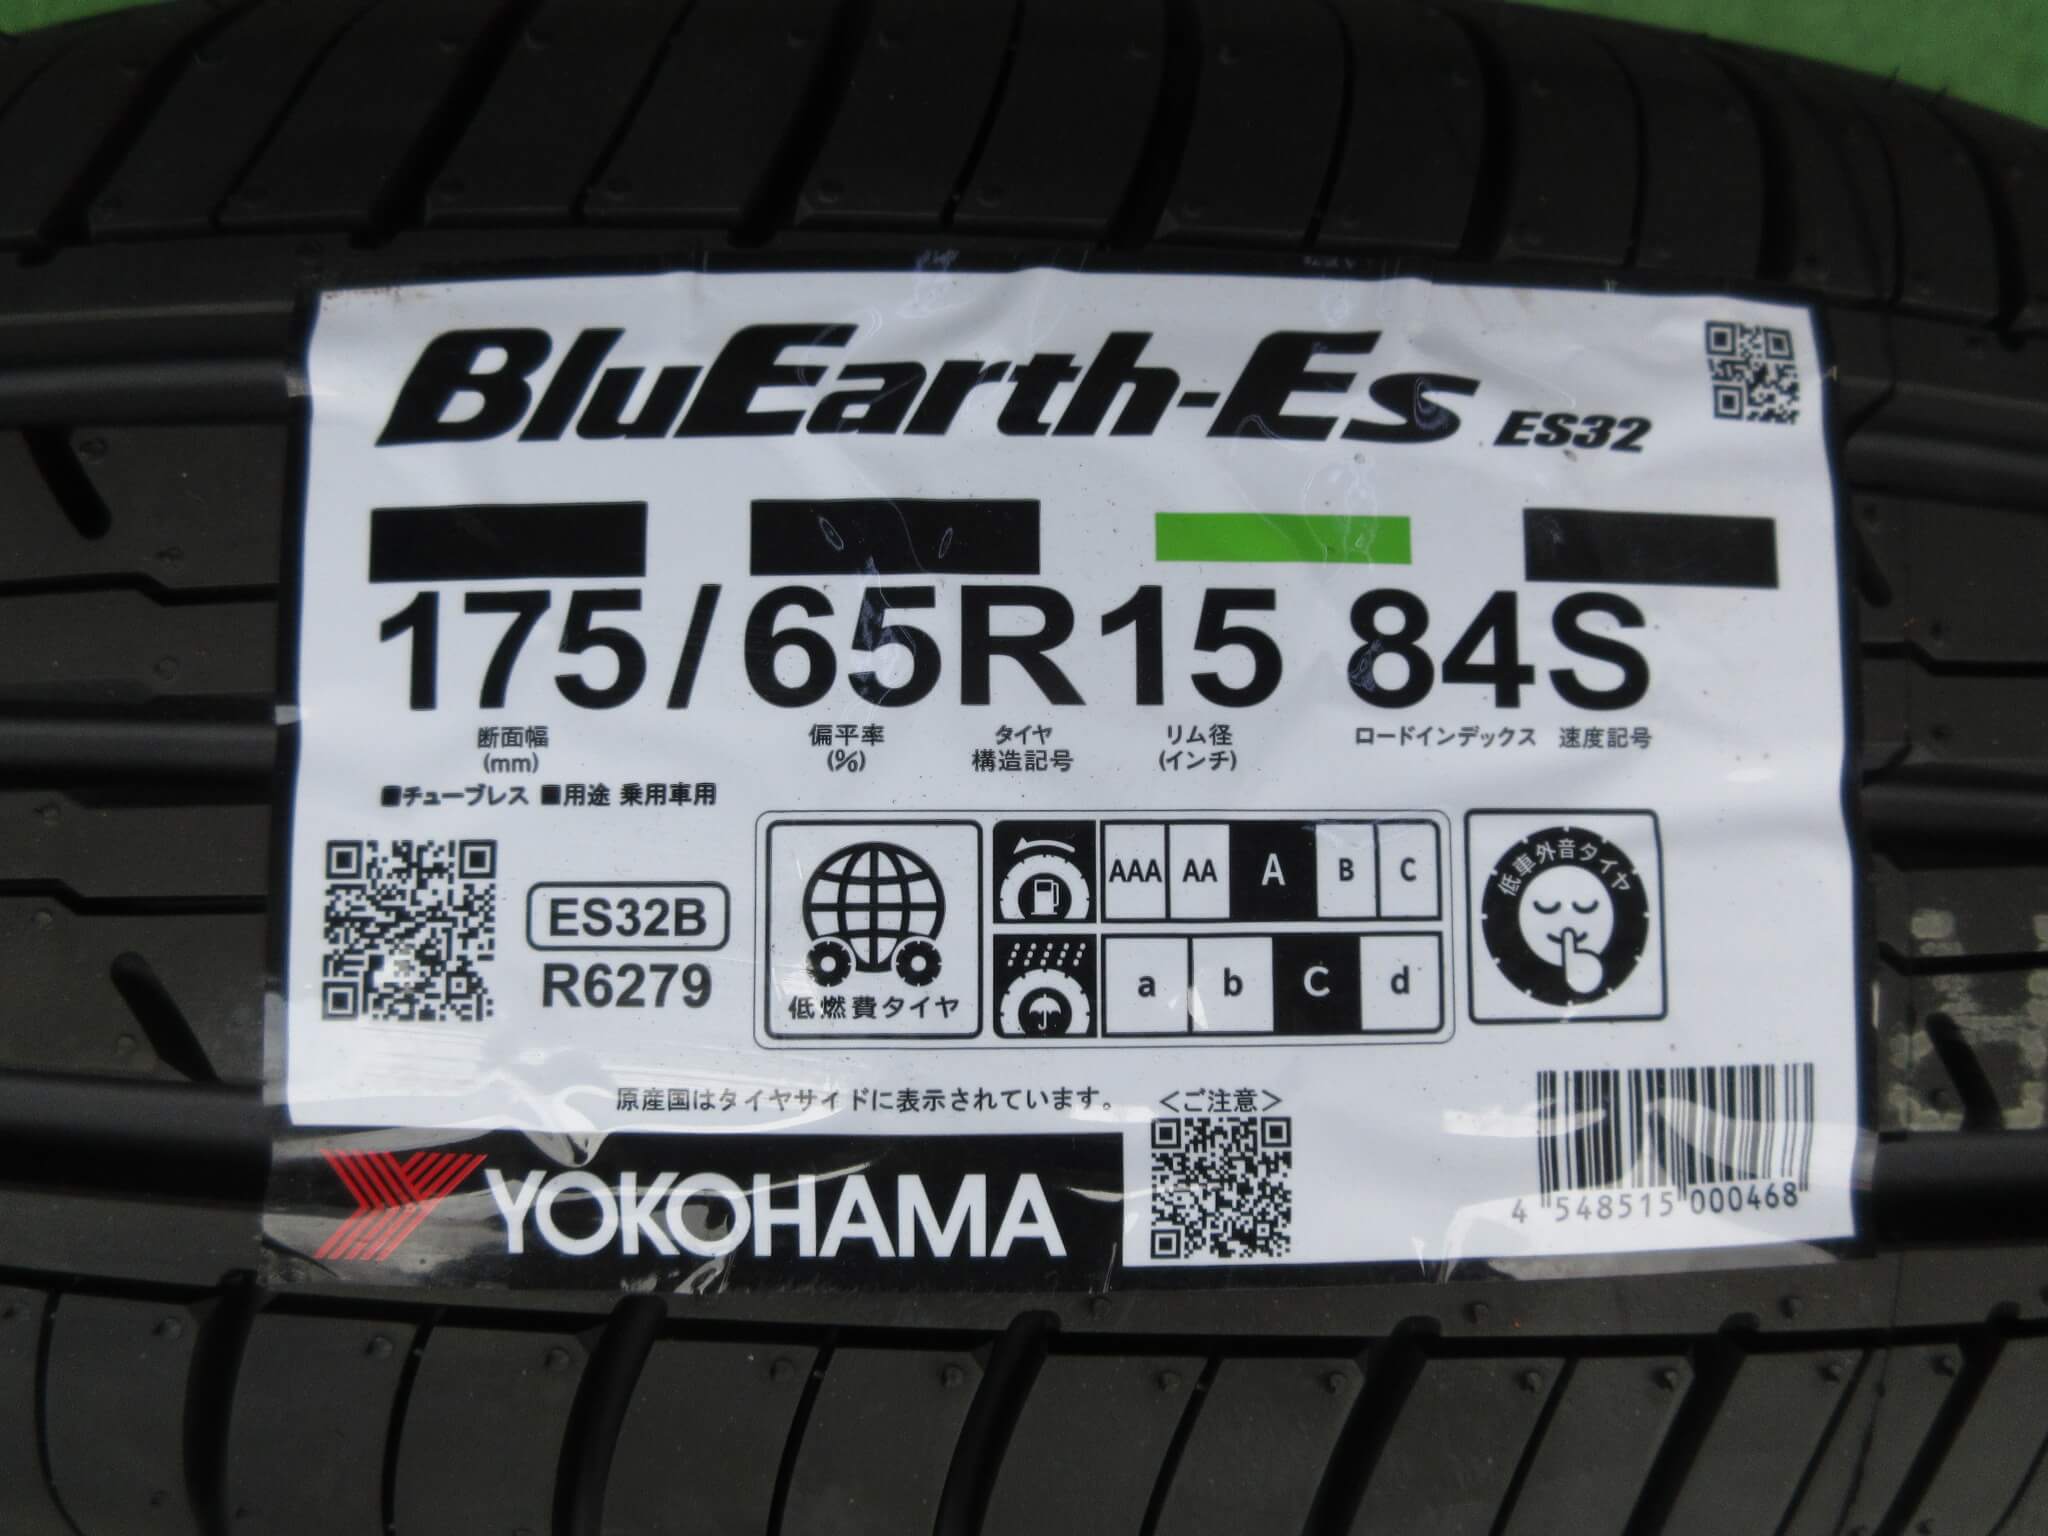 BluEarth-Es ES32
175/65R15 84S
断面幅 偏平率 タイヤ リム径 ロードインデックス 速度記号
(mm) (%) 構造記号 (インチ)
■チューブレス ■用途 乗用車用
ES32B
R6279
低燃費タイヤ
AAA AA A B C
a b c d
低車外音タイヤ
原産国はタイヤサイドに表示されています。
<ご注意>
YOKOHAMA
4 548515 000468